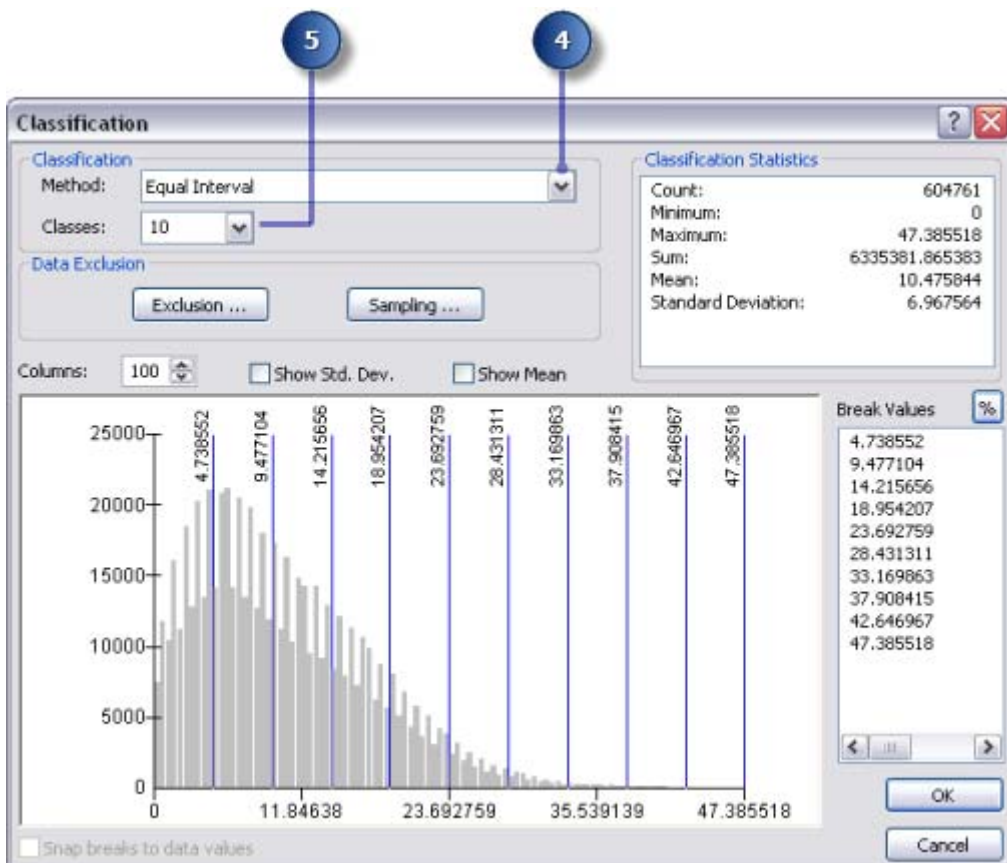 5
4
Classification
Classification
Method: Equal Interval
Classes: 10
Data Exclusion
Exclusion ...
Sampling ...
Classification Statistics
Count: 604761
Minimum: 0
Maximum: 47.385518
Sum: 6335381.865383
Mean: 10.475844
Standard Deviation: 6.967564
Columns: 100
Show Std. Dev.
Show Mean
25000
20000
15000
10000
5000
0
4.738552
9.477104
14.215656
18.954207
23.692759
28.431311
33.169863
37.908415
42.646967
47.385518
0 11.84638 23.692759 35.539139 47.385518
Break Values %
4.738552
9.477104
14.215656
18.954207
23.692759
28.431311
33.169863
37.908415
42.646967
47.385518
OK
Cancel
Snap breaks to data values